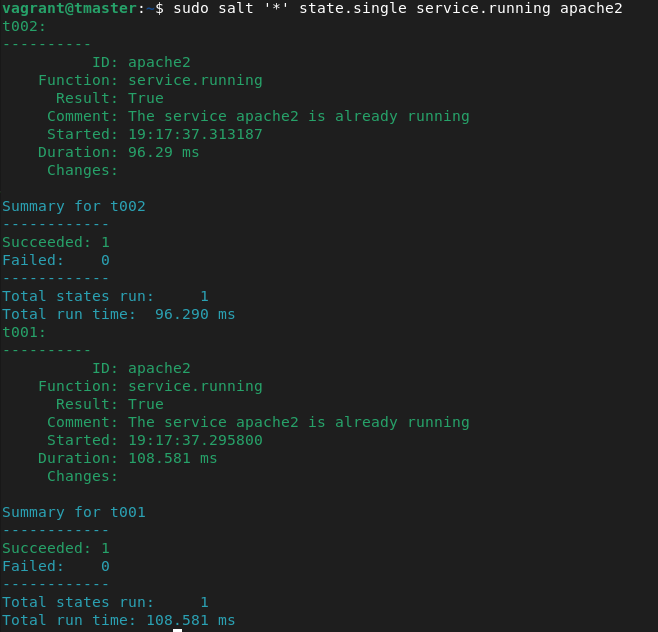 vagrant@tmaster:~$ sudo salt '*' state.single service.running apache2
t002:
----------
          ID: apache2
    Function: service.running
      Result: True
     Comment: The service apache2 is already running
     Started: 19:17:37.313187
    Duration: 96.29 ms
     Changes:

Summary for t002
------------
Succeeded: 1
Failed:    0
------------
Total states run:     1
Total run time:  96.290 ms
t001:
----------
          ID: apache2
    Function: service.running
      Result: True
     Comment: The service apache2 is already running
     Started: 19:17:37.295800
    Duration: 108.581 ms
     Changes:

Summary for t001
------------
Succeeded: 1
Failed:    0
------------
Total states run:     1
Total run time: 108.581 ms